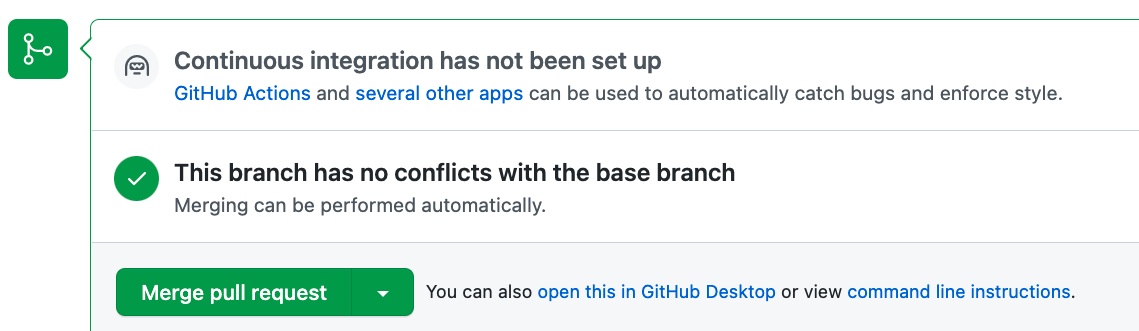 Continuous integration has not been set up
GitHub Actions and several other apps can be used to automatically catch bugs and enforce style.
This branch has no conflicts with the base branch
Merging can be performed automatically.
Merge pull request
You can also open this in GitHub Desktop or view command line instructions.